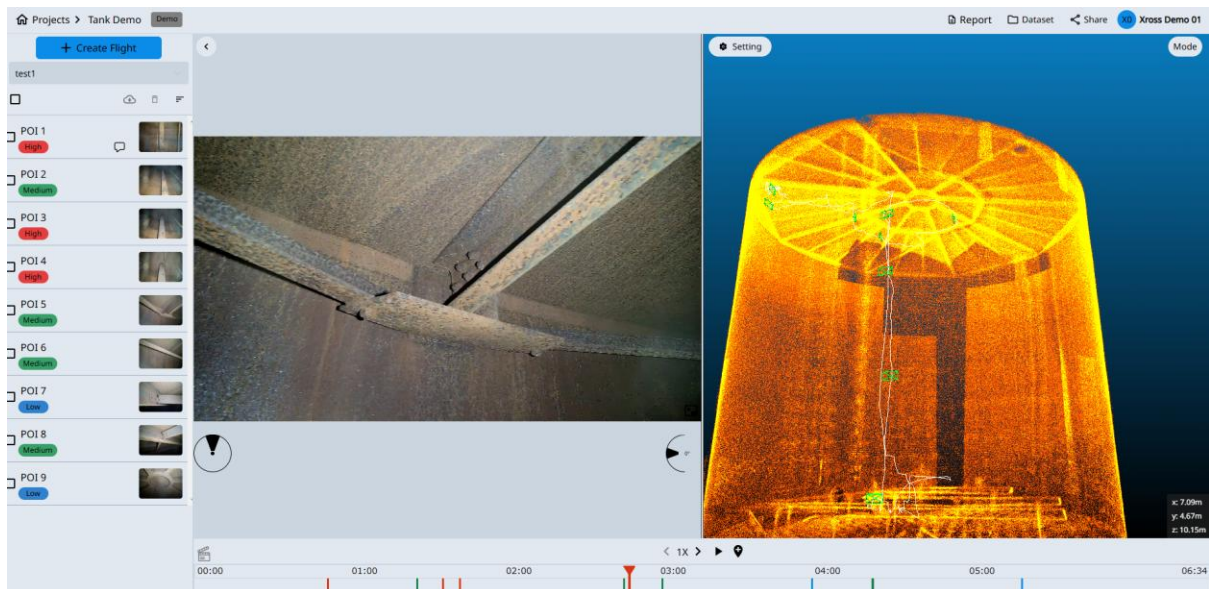 Projects > Tank Demo Demo
Report Dataset Share XD Xross Demo 01
+ Create Flight
test1
POI 1
High
POI 2
Medium
POI 3
High
POI 4
High
POI 5
Medium
POI 6
Medium
POI 7
Low
POI 8
Medium
POI 9
Low
Setting
Mode
x: 7.09m
y: 4.67m
z: 10.15m
< 1X >
00:00 01:00 02:00 03:00 04:00 05:00 06:34